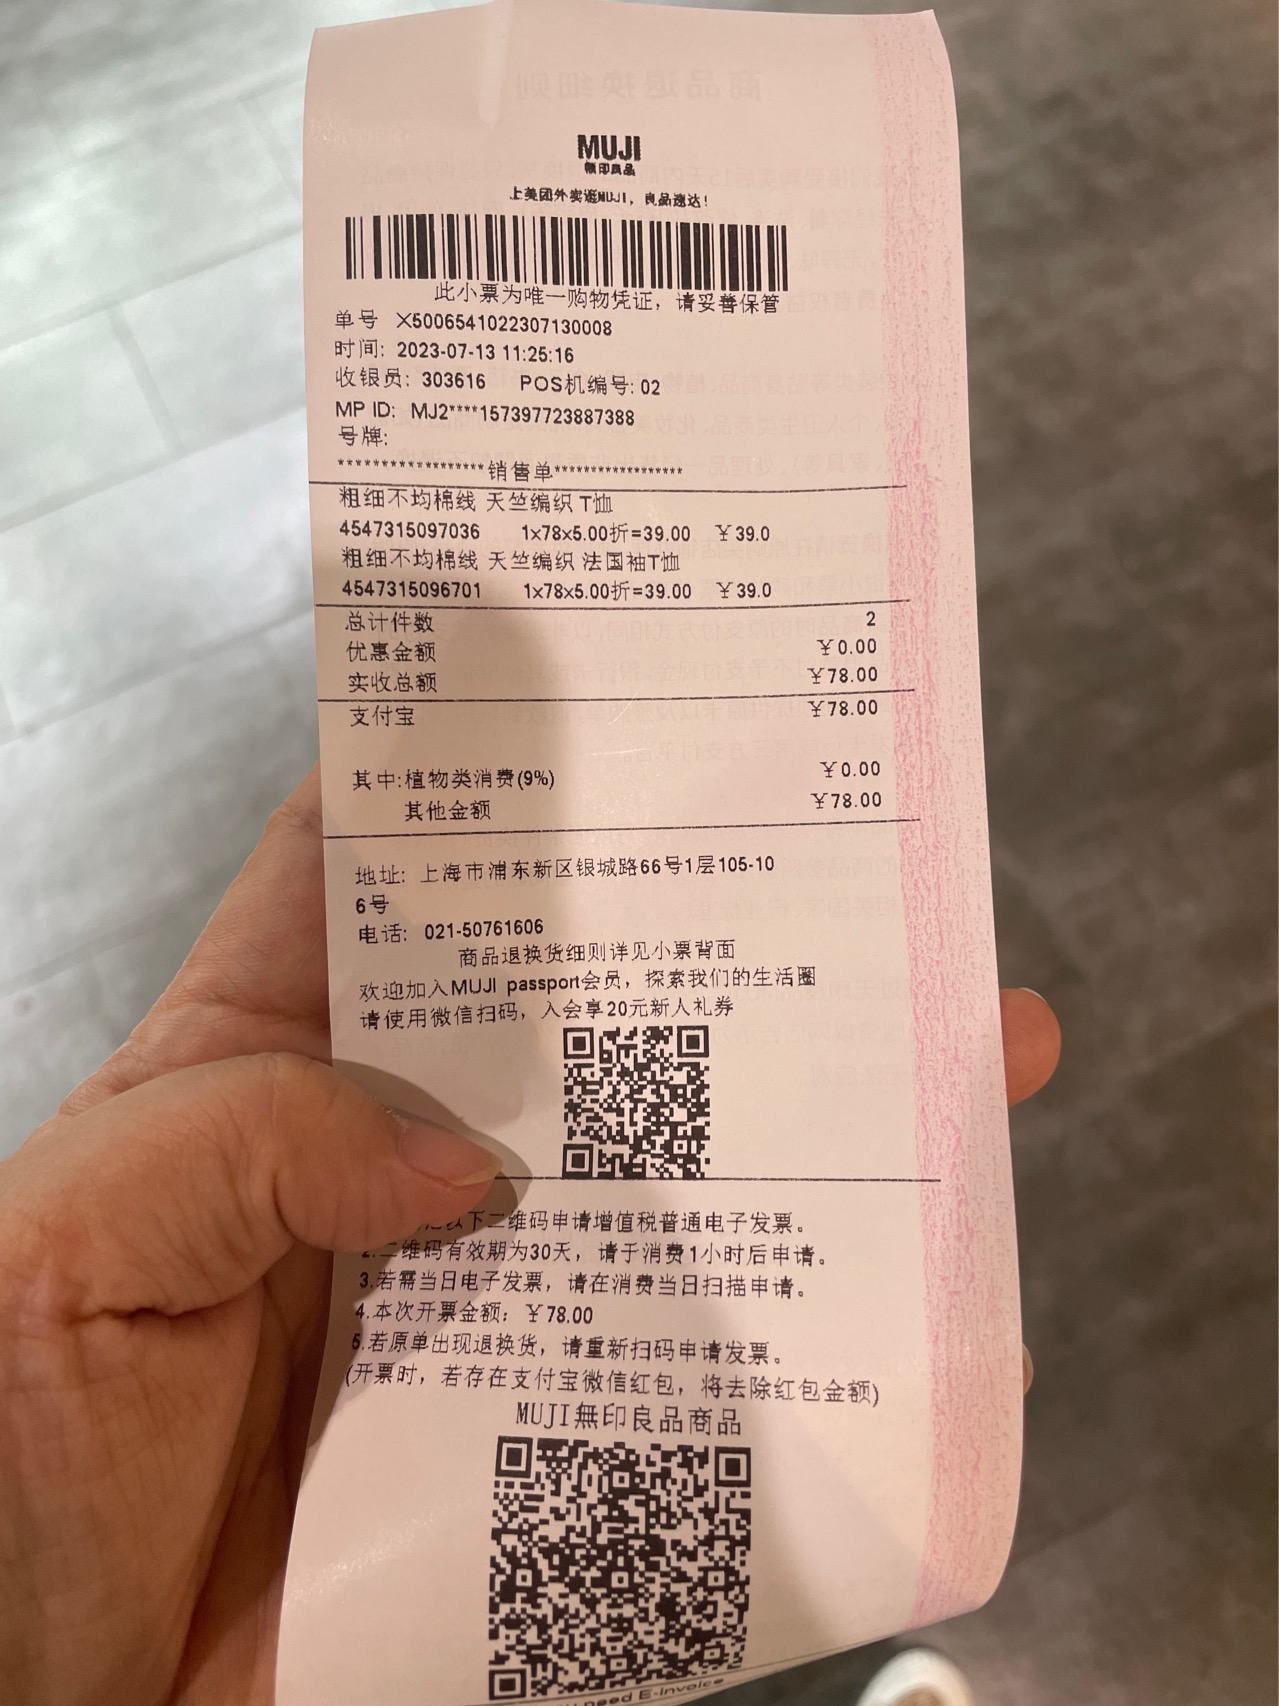 MUJI
無印良品
上美团外卖逛MUJI，良品速达！
此小票为唯一购物凭证，请妥善保管
单号 X5006541022307130008
时间: 2023-07-13 11:25:16
收银员: 303616 POS机编号: 02
MP ID: MJ2****157397723887388
号牌:
******************销售单******************
粗细不均棉线 天竺编织 T恤
4547315097036 1x78x5.00折=39.00 ￥39.0
粗细不均棉线 天竺编织 法国袖T恤
4547315096701 1x78x5.00折=39.00 ￥39.0
总计件数 2
优惠金额 ￥0.00
实收总额 ￥78.00
支付宝 ￥78.00
其中:植物类消费(9%) ￥0.00
其他金额 ￥78.00
地址: 上海市浦东新区银城路66号1层105-10
6号
电话: 021-50761606
商品退换货细则详见小票背面
欢迎加入MUJI passport会员，探索我们的生活圈
请使用微信扫码，入会享20元新人礼券
以下二维码申请增值税普通电子发票。
2.二维码有效期为30天，请于消费1小时后申请。
3.若需当日电子发票，请在消费当日扫描申请。
4.本次开票金额: ￥78.00
5.若原单出现退换货，请重新扫码申请发票。
(开票时，若存在支付宝微信红包，将去除红包金额)
MUJI無印良品商品
need E-invoice